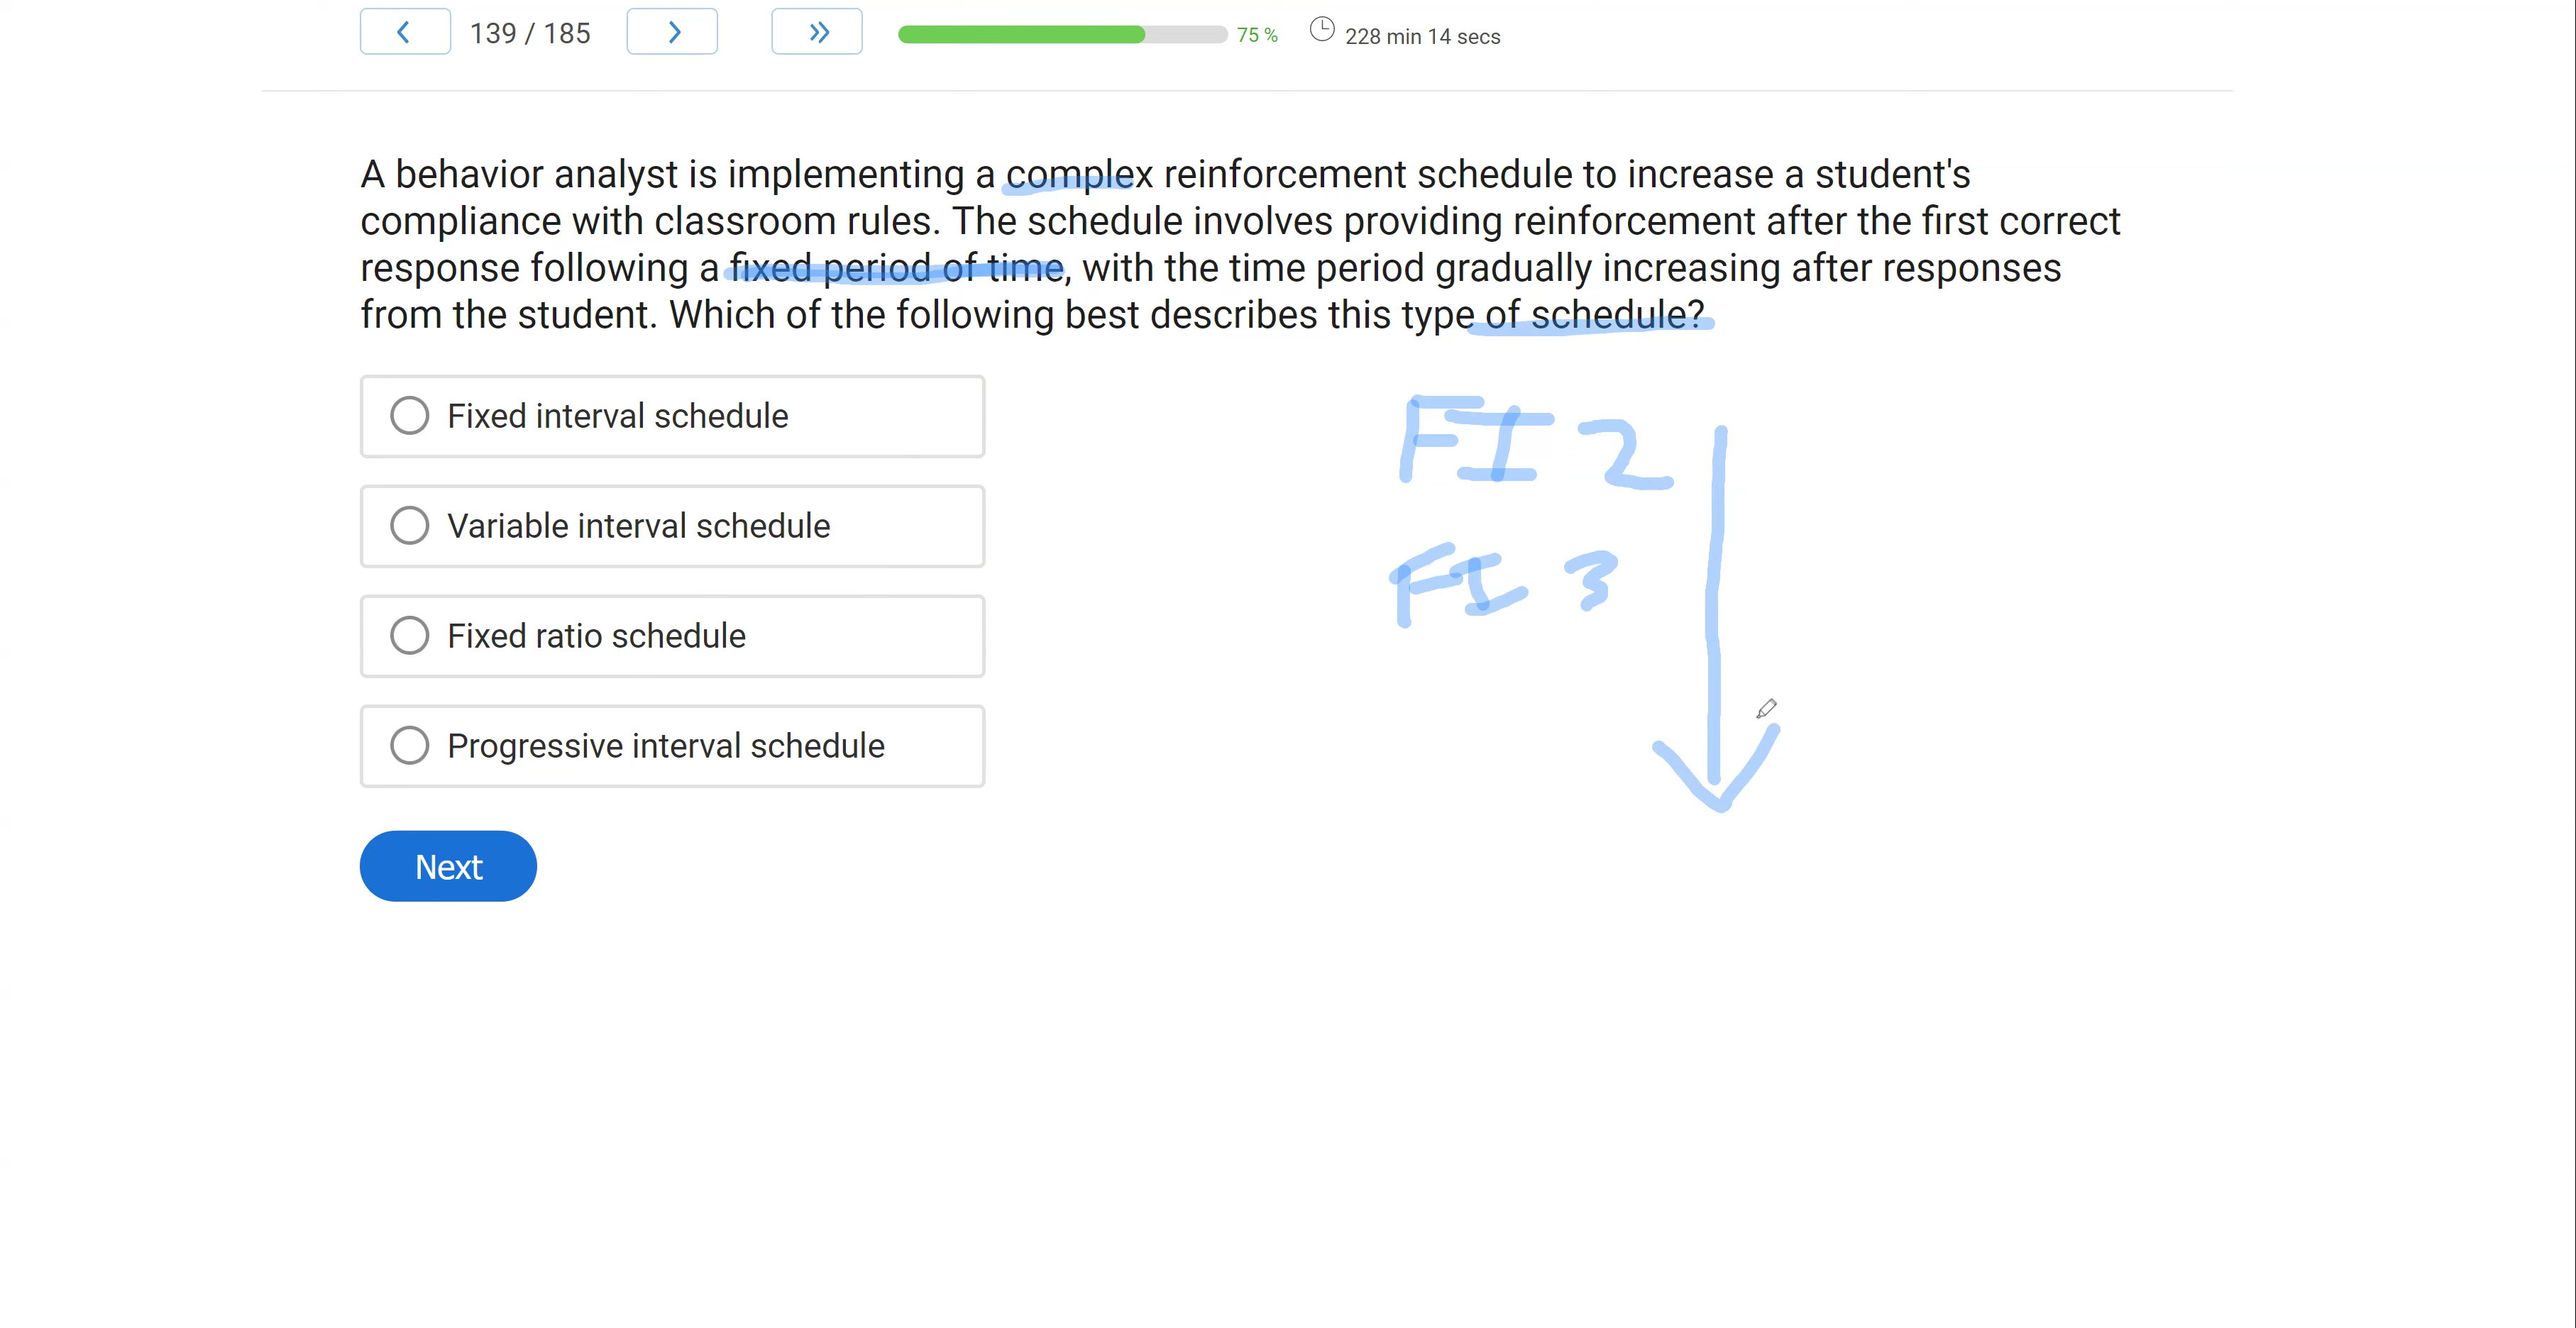 139 / 185 75 % 228 min 14 secs
A behavior analyst is implementing a complex reinforcement schedule to increase a student's
compliance with classroom rules. The schedule involves providing reinforcement after the first correct
response following a fixed period of time, with the time period gradually increasing after responses
from the student. Which of the following best describes this type of schedule?
Fixed interval schedule
Variable interval schedule
Fixed ratio schedule
Progressive interval schedule
Next
FI 2
FI 3